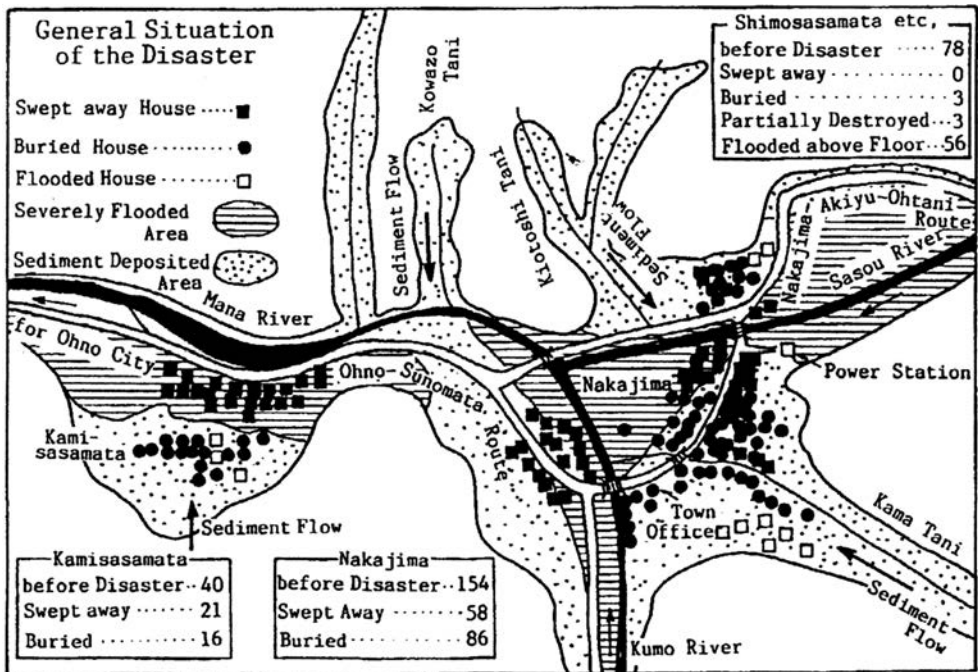 General Situation
of the Disaster
Swept away House ····· ■
Buried House ·········· ●
Flooded House ········ □
Severely Flooded
Area
Sediment Deposited
Area
Shimosasamata etc,
before Disaster ····· 78
Swept away ·········· 0
Buried ··············· 3
Partially Destroyed ··· 3
Flooded above Floor ·· 56
Kowazo
Tani
Sediment Flow
Kiotoshi Tani
Sediment
Flow
Nakajima-
Akiyu-Ohtani
Route
Sasou River
Mana River
for Ohno City
Ohno-Sunomata
Route
Nakajima
Power Station
Kami-
sasamata
Sediment Flow
Town
Office
Kama Tani
Sediment
Flow
Kumo River
Kamisasamata
before Disaster ·· 40
Swept away ······ 21
Buried ·········· 16
Nakajima
before Disaster ·· 154
Swept Away ······ 58
Buried ·········· 86